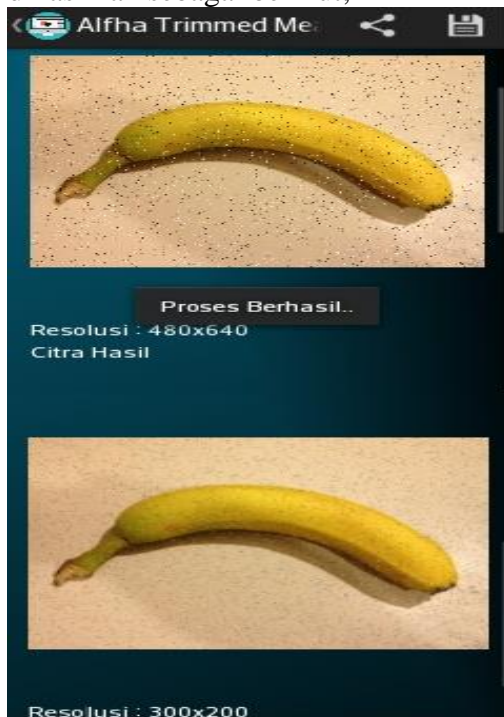 Alfha Trimmed Me
Proses Berhasil..
Resolusi : 480x640
Citra Hasil
Resolusi : 300x200